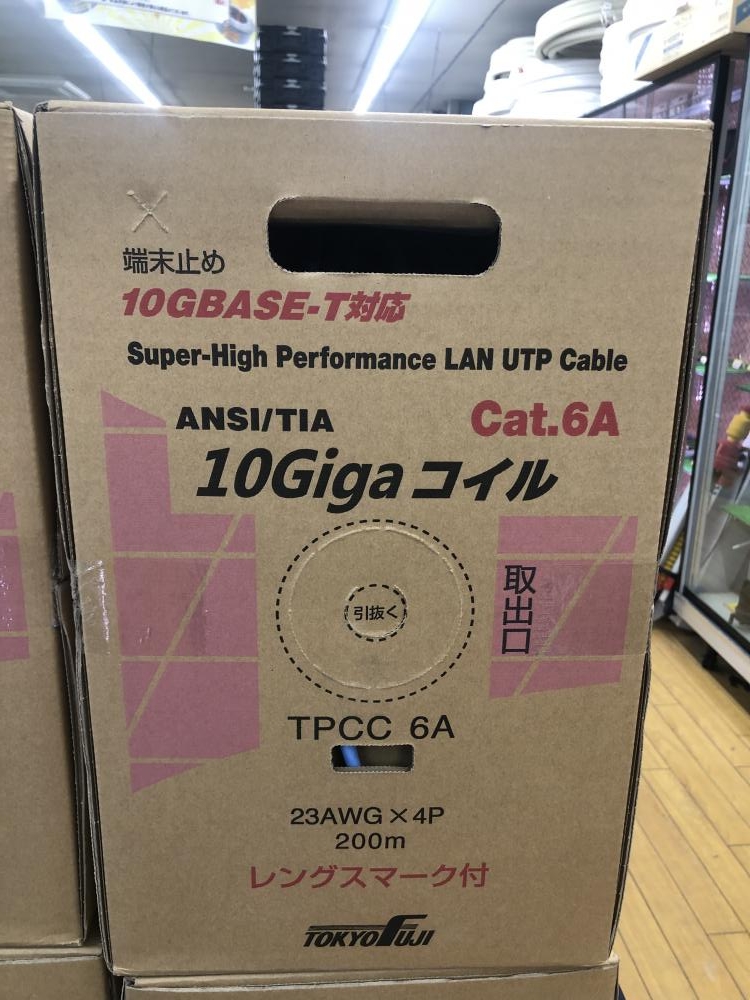 端末止め
10GBASE-T対応
Super-High Performance LAN UTP Cable
ANSI/TIA Cat.6A
10Gigaコイル
引抜く
取出口
TPCC 6A
23AWG×4P
200m
レングスマーク付
TOKYO FUJI